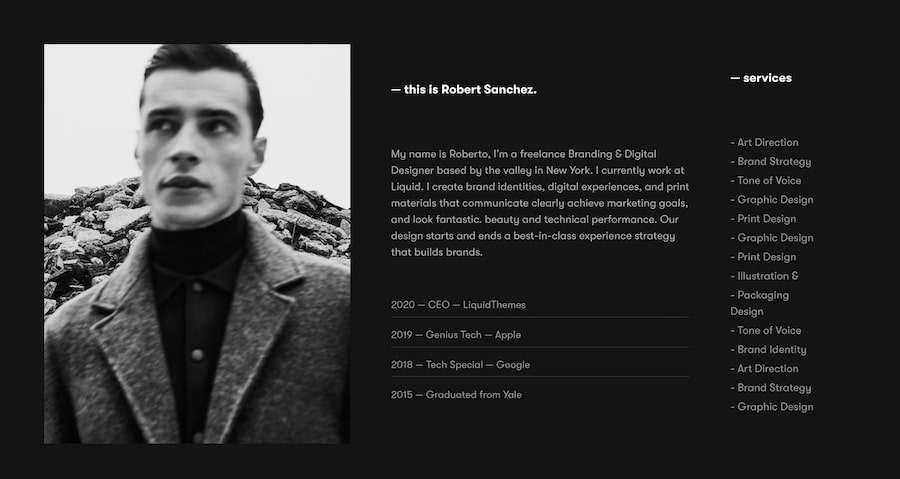 — this is Robert Sanchez.
My name is Roberto, I'm a freelance Branding & Digital
Designer based by the valley in New York. I currently work at
Liquid. I create brand identities, digital experiences, and print
materials that communicate clearly achieve marketing goals,
and look fantastic. beauty and technical performance. Our
design starts and ends a best-in-class experience strategy
that builds brands.
2020 — CEO — LiquidThemes
2019 — Genius Tech — Apple
2018 — Tech Special — Google
2015 — Graduated from Yale
— services
- Art Direction
- Brand Strategy
- Tone of Voice
- Graphic Design
- Print Design
- Graphic Design
- Print Design
- Illustration &
- Packaging
Design
- Tone of Voice
- Brand Identity
- Art Direction
- Brand Strategy
- Graphic Design